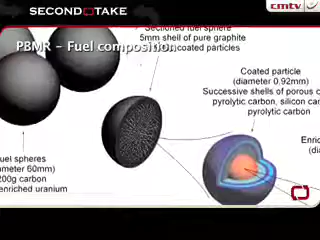 SECOND TAKE
cmtv
PBMR - Fuel composition
Sectioned fuel sphere
5mm shell of pure graphite
coated particles
Coated particle
(diameter 0.92mm)
Successive shells of porous c
pyrolytic carbon, silicon car
pyrolytic carbon
Enric
(dia
uel spheres
ameter 60mm)
200g carbon
enriched uranium